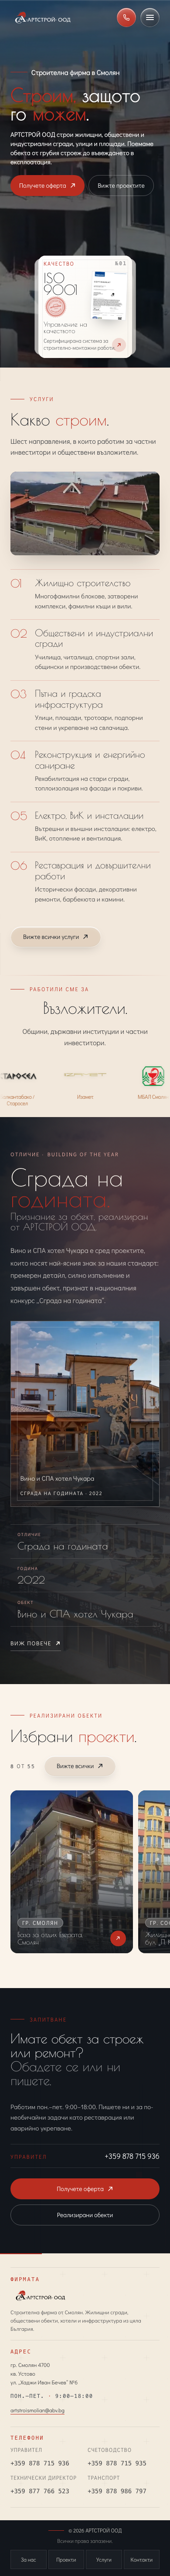 АРТСТРОЙ· ООД
Строителна фирма в Смолян
Строим защото
го можем.
АРТСТРОЙ ООД строи жилищни, обществени и
индустриални сгради, улици и площади. Поемаме
обекта от грубия строеж до въвеждането в
експлоатация.
Получете оферта
Вижте проектите
КАЧЕСТВО
ISO
9001
Управление на
качеството
Сертифицирана система за
строително-монтажни работи
УСЛУГИ
Какво строим.
Шест направления, в които работим за частни
инвеститори и обществени възложители.
01
Жилищно строителство
Многофамилни блокове, затворени
комплекси, фамилни къщи и вили.
02
Обществени и индустриални
сгради
Училища, читалища, спортни зали,
общински и производствени обекти.
03
Пътна и градска
инфраструктура
Улици, площади, тротоари, подпорни
стени и укрепване на свлачища.
04
Реконструкция и енергийно
саниране
Рехабилитация на стари сгради,
топлоизолация на фасади и покриви.
05
Електро, ВиК и инсталации
Вътрешни и външни инсталации: електро,
ВиК, отопление и вентилация.
06
Реставрация и довършителни
работи
Исторически фасади, декоративни
ремонти, барбекюта и камини.
Вижте всички услуги
РАБОТИЛИ СМЕ ЗА
Възложители.
Общини, държавни институции и частни
инвеститори.
Старосел
МБАЛ
ОТЛИЧИЕ · BUILDING OF THE YEAR
Сграда на
годината.
Признание за обект, реализиран
от АРТСТРОЙ ООД.
Вино и СПА хотел Чукара е сред проектите,
които носят най-ясния знак за нашия стандарт:
премерен детайл, силно изпълнение и
завършен обект, признат в националния
конкурс „Сграда на годината“.
Вино и СПА хотел Чукара
СГРАДА НА ГОДИНАТА · 2022
ОТЛИЧИЕ
Сграда на годината
ГОДИНА
2022
ОБЕКТ
Вино и СПА хотел Чукара
ВИЖ ПОВЕЧЕ
РЕАЛИЗИРАНИ ОБЕКТИ
Избрани проекти.
8 ОТ 55
Вижте всички
ГР. СМОЛЯН
База за отдих Еверста,
Смолян
ЗАПИТВАНЕ
Имате обект за строеж
или ремонт?
Обадете се или ни
пишете.
Работим пон.–пет. 9:00–18:00. Пишете ни и за по-
необичайни задачи като реставрация или
аварийно укрепване.
УПРАВИТЕЛ
+359 878 715 936
Получете оферта
Реализирани обекти
ФИРМАТА
АРТСТРОЙ· ООД
Строителна фирма от Смолян. Жилищни сгради,
обществени обекти, хотели и инфраструктура из цяла
България.
АДРЕС
гр. Смолян 4700
кв. Устово
ул. „Хаджи Иван Бечев“ №6
ПОН.–ПЕТ. · 9:00–18:00
artstroismolian@abv.bg
ТЕЛЕФОНИ
УПРАВИТЕЛ
+359 878 715 936
СЧЕТОВОДСТВО
+359 878 715 935
ТЕХНИЧЕСКИ ДИРЕКТОР
+359 877 766 523
ТРАНСПОРТ
+359 878 986 797
© 2026 АРТСТРОЙ ООД
Всички права запазени.
За нас
Проекти
Услуги
Контакти